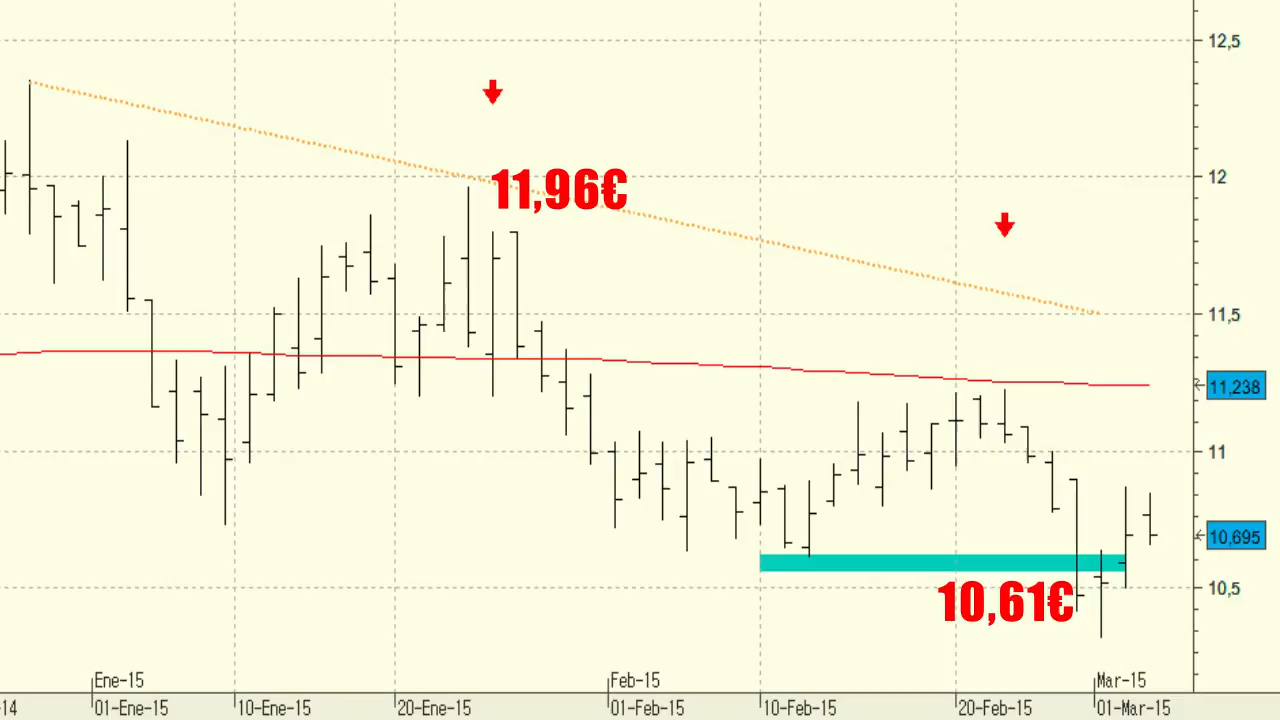 12,5
12
11,96€
11,5
11,238
11
10,695
10,5
10,61€
Ene-15
Feb-15
Mar-15
-14
01-Ene-15
10-Ene-15
20-Ene-15
01-Feb-15
10-Feb-15
20-Feb-15
01-Mar-15